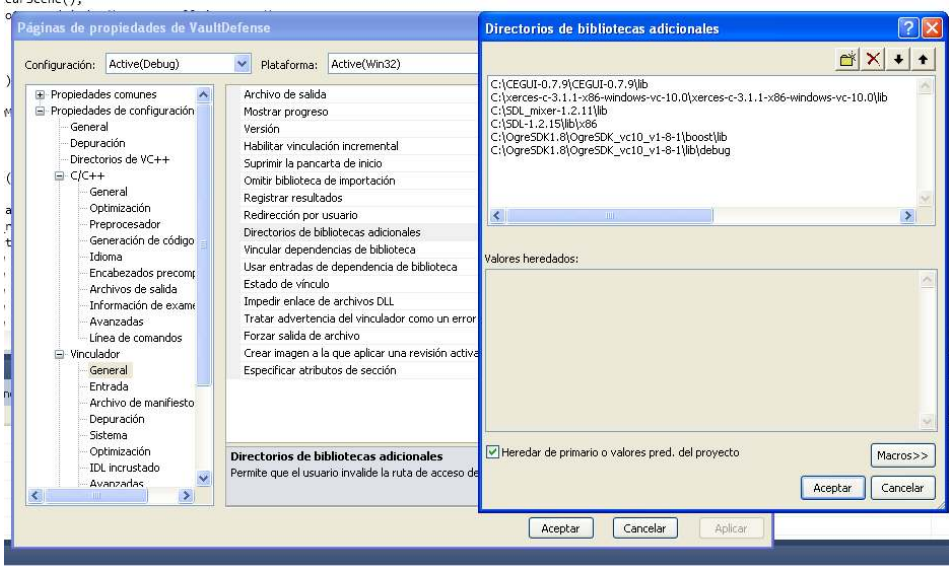 Páginas de propiedades de VaultDefense
Configuración: Active(Debug) Plataforma: Active(Win32)
Propiedades comunes
Propiedades de configuración
General
Depuración
Directorios de VC++
C/C++
General
Optimización
Preprocesador
Generación de código
Idioma
Encabezados precomp
Archivos de salida
Información de exame
Avanzadas
Línea de comandos
Vinculador
General
Entrada
Archivo de manifiesto
Depuración
Sistema
Optimización
IDL incrustado
Avanzadas
Archivo de salida
Mostrar progreso
Versión
Habilitar vinculación incremental
Suprimir la pancarta de inicio
Omitir biblioteca de importación
Registrar resultados
Redirección por usuario
Directorios de bibliotecas adicionales
Vincular dependencias de biblioteca
Usar entradas de dependencia de biblioteca
Estado de vínculo
Impedir enlace de archivos DLL
Tratar advertencia del vinculador como un error
Forzar salida de archivo
Crear imagen a la que aplicar una revisión activa
Especificar atributos de sección
Directorios de bibliotecas adicionales
Permite que el usuario invalide la ruta de acceso de
Aceptar Cancelar Aplicar
Directorios de bibliotecas adicionales
C:\CEGUI-0.7.9\CEGUI-0.7.9\lib
C:\xerces-c-3.1.1-x86-windows-vc-10.0\xerces-c-3.1.1-x86-windows-vc-10.0\lib
C:\SDL_mixer-1.2.11\lib
C:\SDL-1.2.15\lib\x86
C:\OgreSDK1.8\OgreSDK_vc10_v1-8-1\boost\lib
C:\OgreSDK1.8\OgreSDK_vc10_v1-8-1\lib\debug
Valores heredados:
Heredar de primario o valores pred. del proyecto
Macros>>
Aceptar Cancelar